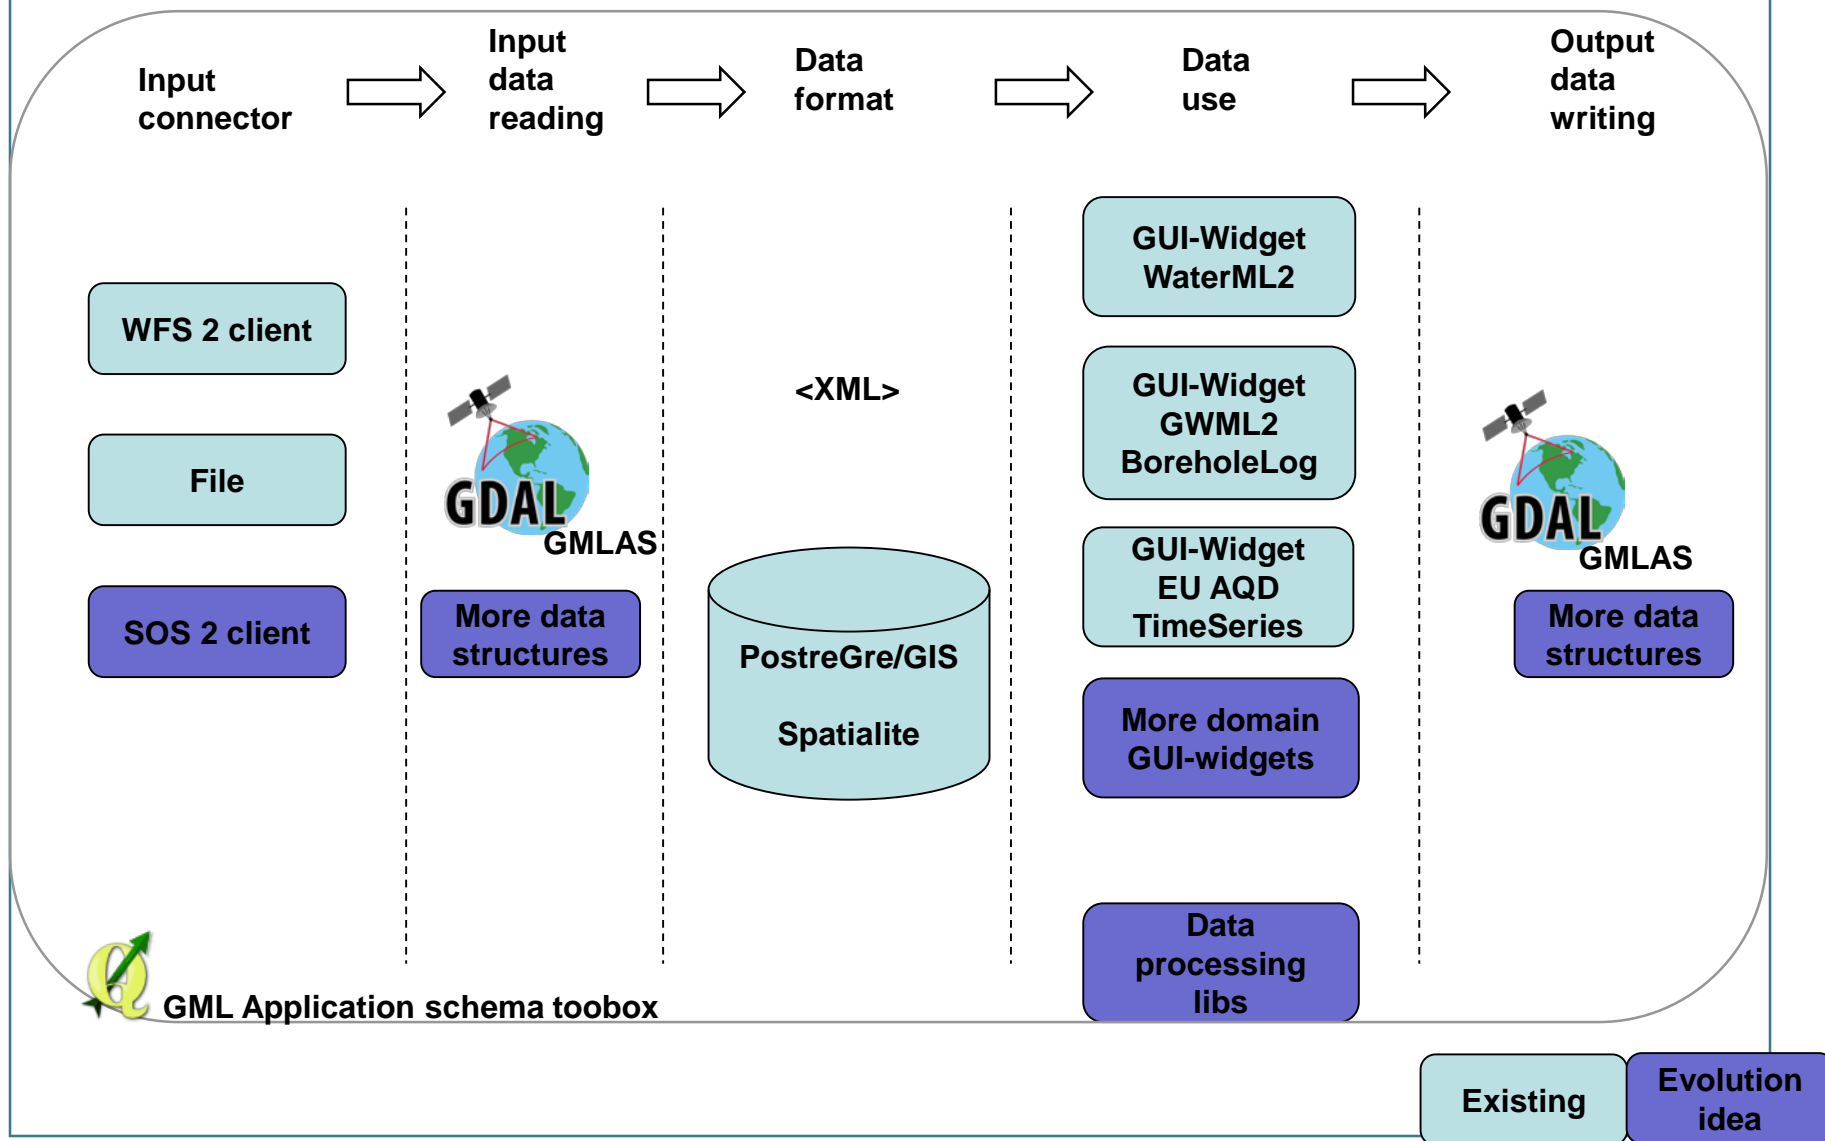 Input
connector
Input
data
reading
Data
format
Data
use
Output
data
writing
WFS 2 client
File
SOS 2 client
GDAL
GMLAS
More data
structures
<XML>
PostreGre/GIS
Spatialite
GUI-Widget
WaterML2
GUI-Widget
GWML2
BoreholeLog
GUI-Widget
EU AQD
TimeSeries
More domain
GUI-widgets
Data
processing
libs
GDAL
GMLAS
More data
structures
GML Application schema toobox
Existing
Evolution
idea